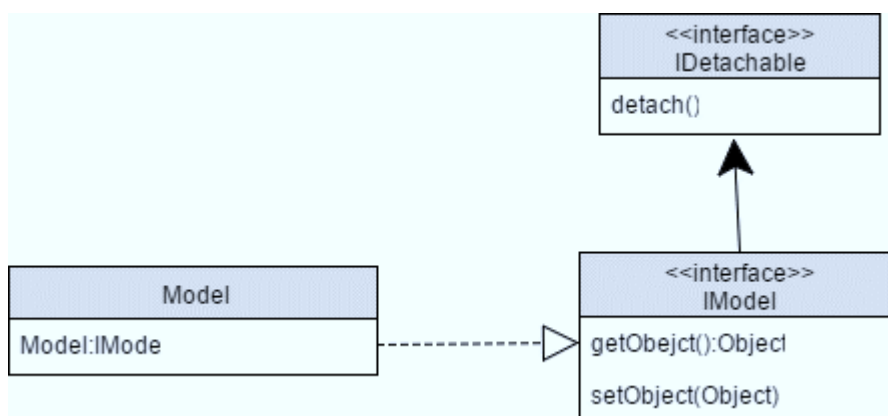 <<interface>>
IDetachable
detach()
Model
Model:IMode
<<interface>>
IModel
getObejct():Object
setObject(Object)